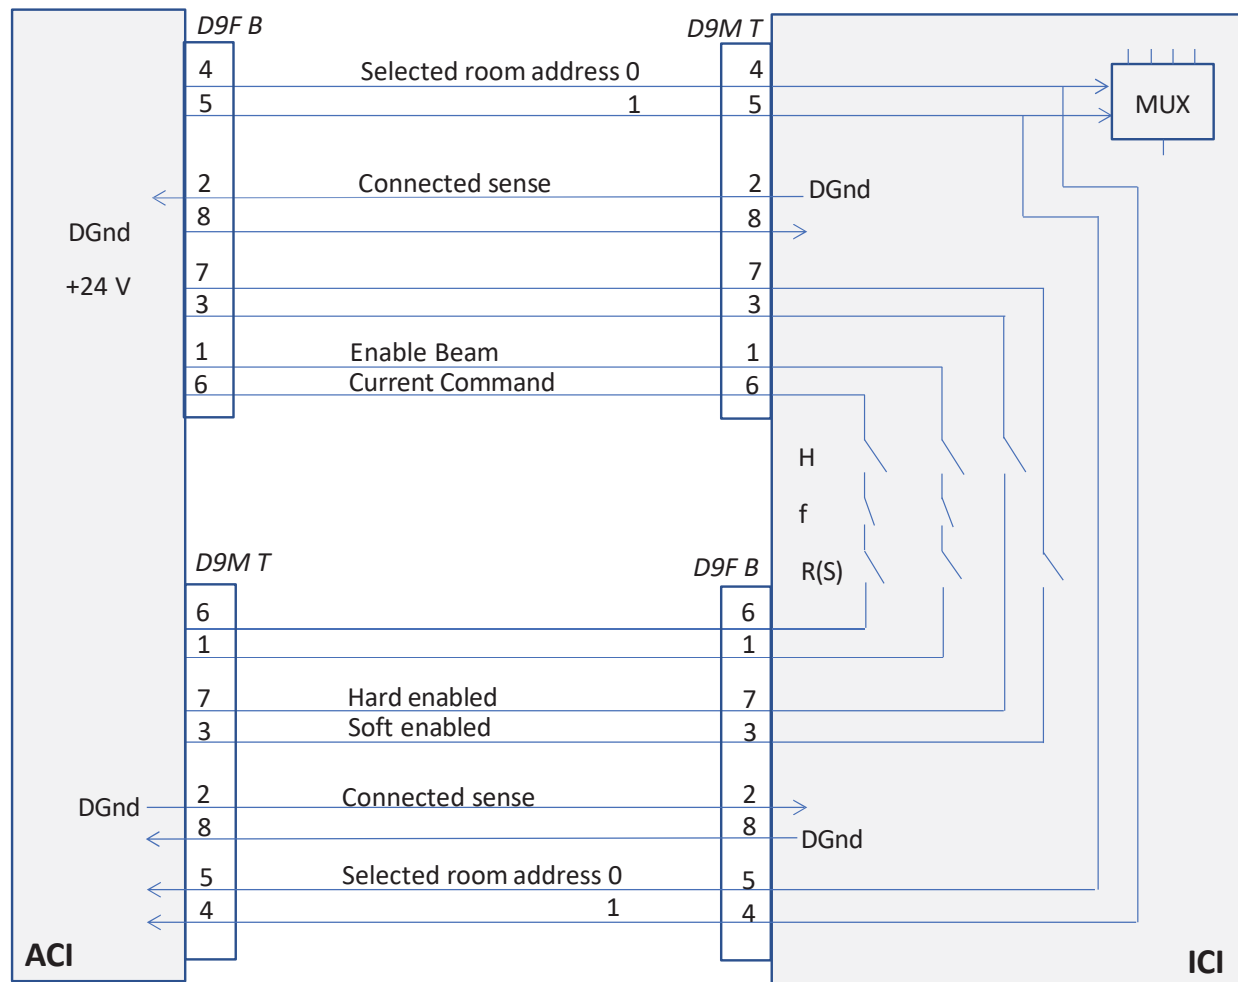 D9F B D9M T
4 Selected room address 0 4
5 1 5
MUX
2 Connected sense 2 DGnd
DGnd 8 8
+24 V 7 7
3 3
1 Enable Beam 1
6 Current Command 6
H
f
R(S)
D9M T D9F B
6 6
1 1
7 Hard enabled 7
3 Soft enabled 3
DGnd 2 Connected sense 2
8 8 DGnd
5 Selected room address 0 5
4 1 4
ACI ICI